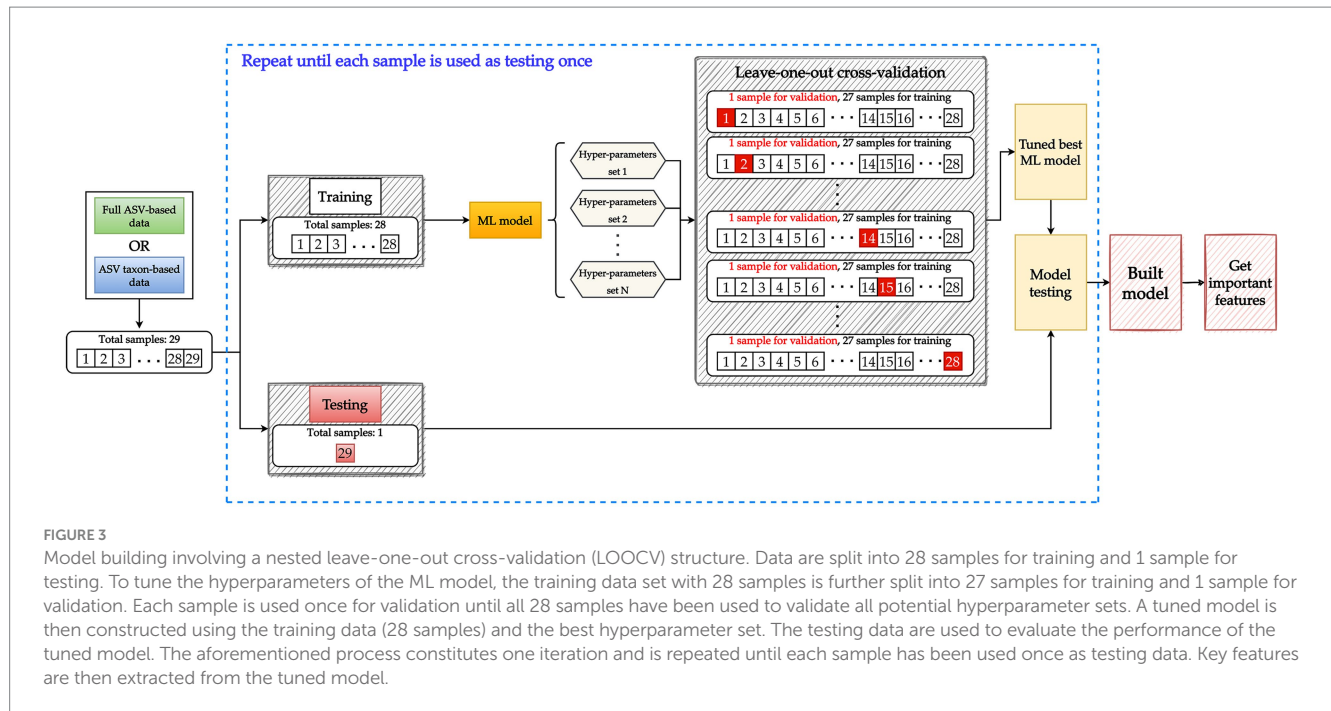 Repeat until each sample is used as testing once
Full ASV-based
data
OR
ASV taxon-based
data
Total samples: 29
1 2 3 . . . 28 29
Training
Total samples: 28
1 2 3 . . . 28
Testing
Total samples: 1
29
ML model
Hyper-parameters
set 1
Hyper-parameters
set 2
⋮
Hyper-parameters
set N
Leave-one-out cross-validation
1 sample for validation, 27 samples for training
1 2 3 4 5 6 · · · 14 15 16 · · · 28
1 sample for validation, 27 samples for training
1 2 3 4 5 6 · · · 14 15 16 · · · 28
⋮
1 sample for validation, 27 samples for training
1 2 3 4 5 6 · · · 14 15 16 · · · 28
1 sample for validation, 27 samples for training
1 2 3 4 5 6 · · · 14 15 16 · · · 28
⋮
1 sample for validation, 27 samples for training
1 2 3 4 5 6 · · · 14 15 16 · · · 28
Tuned best
ML model
Model
testing
Built
model
Get
important
features
FIGURE 3
Model building involving a nested leave-one-out cross-validation (LOOCV) structure. Data are split into 28 samples for training and 1 sample for
testing. To tune the hyperparameters of the ML model, the training data set with 28 samples is further split into 27 samples for training and 1 sample for
validation. Each sample is used once for validation until all 28 samples have been used to validate all potential hyperparameter sets. A tuned model is
then constructed using the training data (28 samples) and the best hyperparameter set. The testing data are used to evaluate the performance of the
tuned model. The aforementioned process constitutes one iteration and is repeated until each sample has been used once as testing data. Key features
are then extracted from the tuned model.